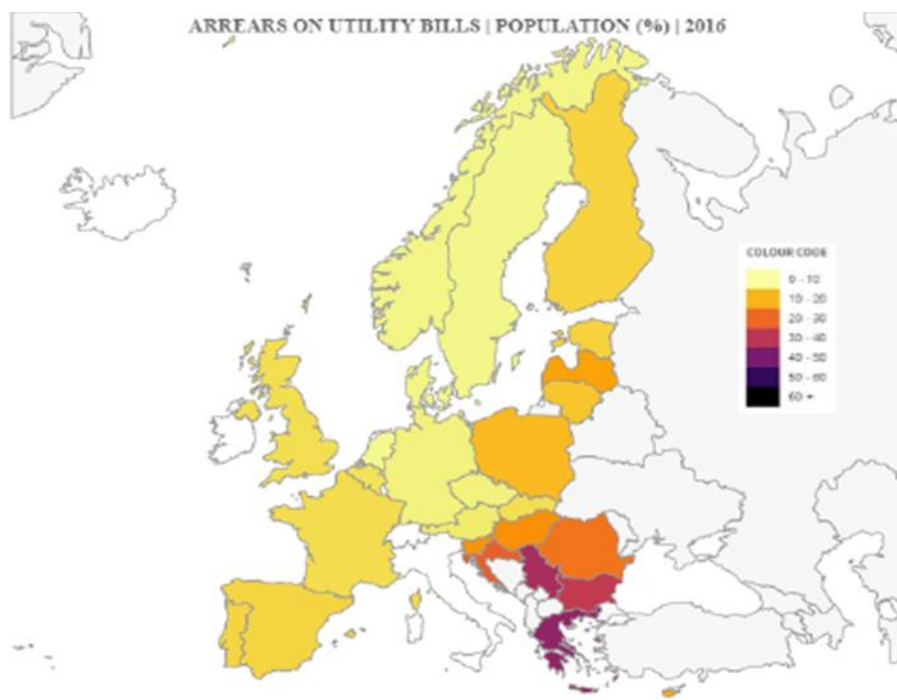 ARREARS ON UTILITY BILLS | POPULATION (%) | 2016
COLOUR CODE
0 - 10
10 - 20
20 - 30
30 - 40
40 - 50
50 - 60
60 +